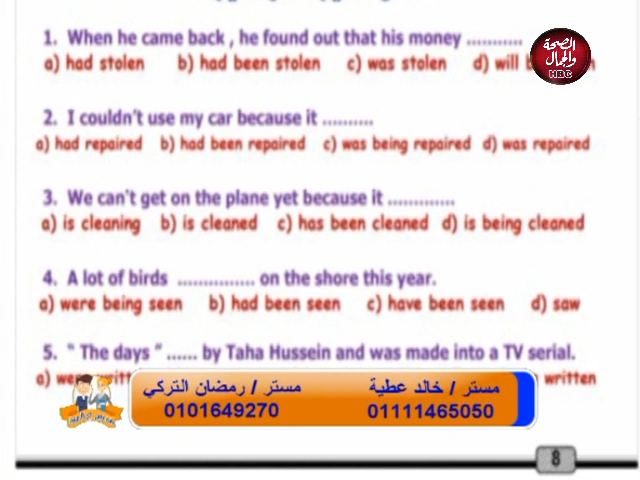 1. When he came back , he found out that his money ...........
a) had stolen b) had been stolen c) was stolen d) will
الصحة
والجمال
HBC
2. I couldn't use my car because it ..........
a) had repaired b) had been repaired c) was being repaired d) was repaired
3. We can't get on the plane yet because it .............
a) is cleaning b) is cleaned c) has been cleaned d) is being cleaned
4. A lot of birds ............... on the shore this year.
a) were being seen b) had been seen c) have been seen d) saw
5. " The days " ...... by Taha Hussein and was made into a TV serial.
a) written
مستر / خالد عطية مستر / رمضان التركي
01111465050 0101649270
8